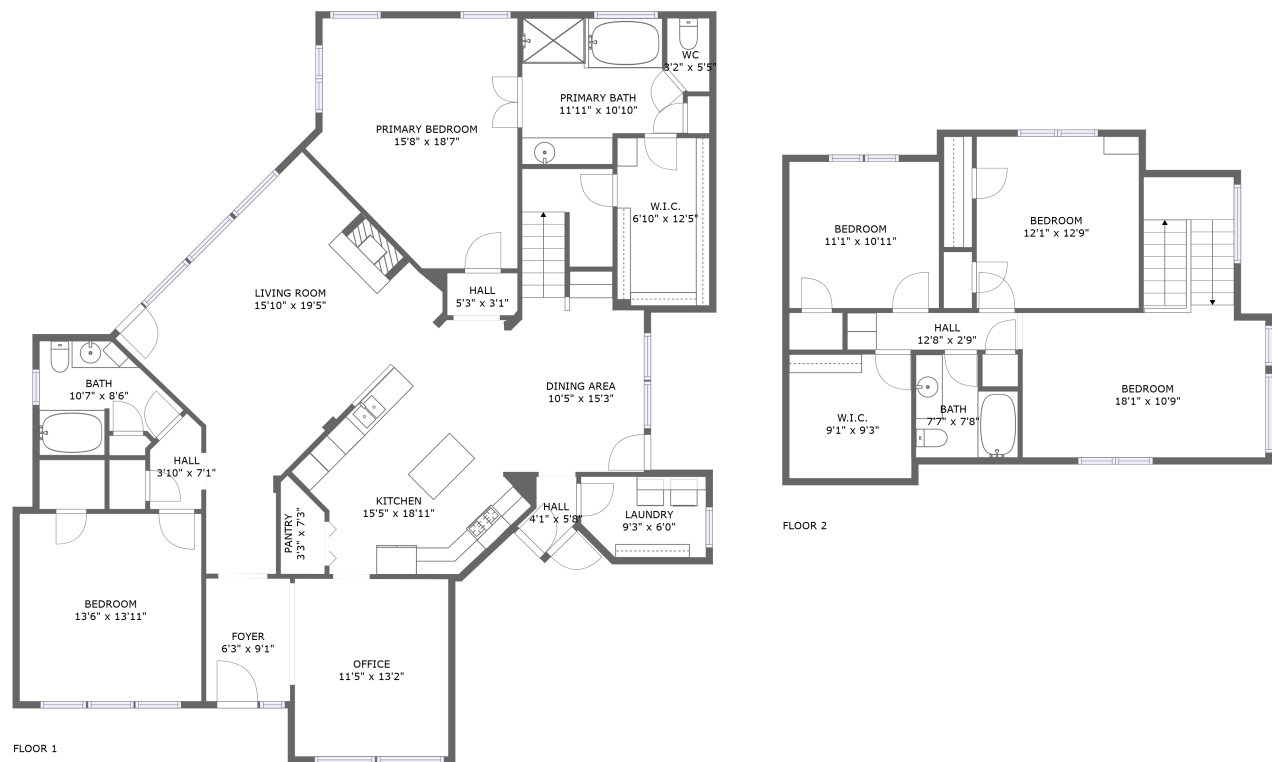 WC
3'2" x 5'5"
PRIMARY BATH
11'11" x 10'10"
PRIMARY BEDROOM
15'8" x 18'7"
W.I.C.
6'10" x 12'5"
HALL
5'3" x 3'1"
LIVING ROOM
15'10" x 19'5"
BATH
10'7" x 8'6"
DINING AREA
10'5" x 15'3"
HALL
3'10" x 7'1"
KITCHEN
15'5" x 18'11"
PANTRY
3'3" x 7'3"
HALL
4'1" x 5'8"
LAUNDRY
9'3" x 6'0"
BEDROOM
13'6" x 13'11"
FOYER
6'3" x 9'1"
OFFICE
11'5" x 13'2"
FLOOR 1
BEDROOM
11'1" x 10'11"
BEDROOM
12'1" x 12'9"
HALL
12'8" x 2'9"
BEDROOM
18'1" x 10'9"
W.I.C.
9'1" x 9'3"
BATH
7'7" x 7'8"
FLOOR 2